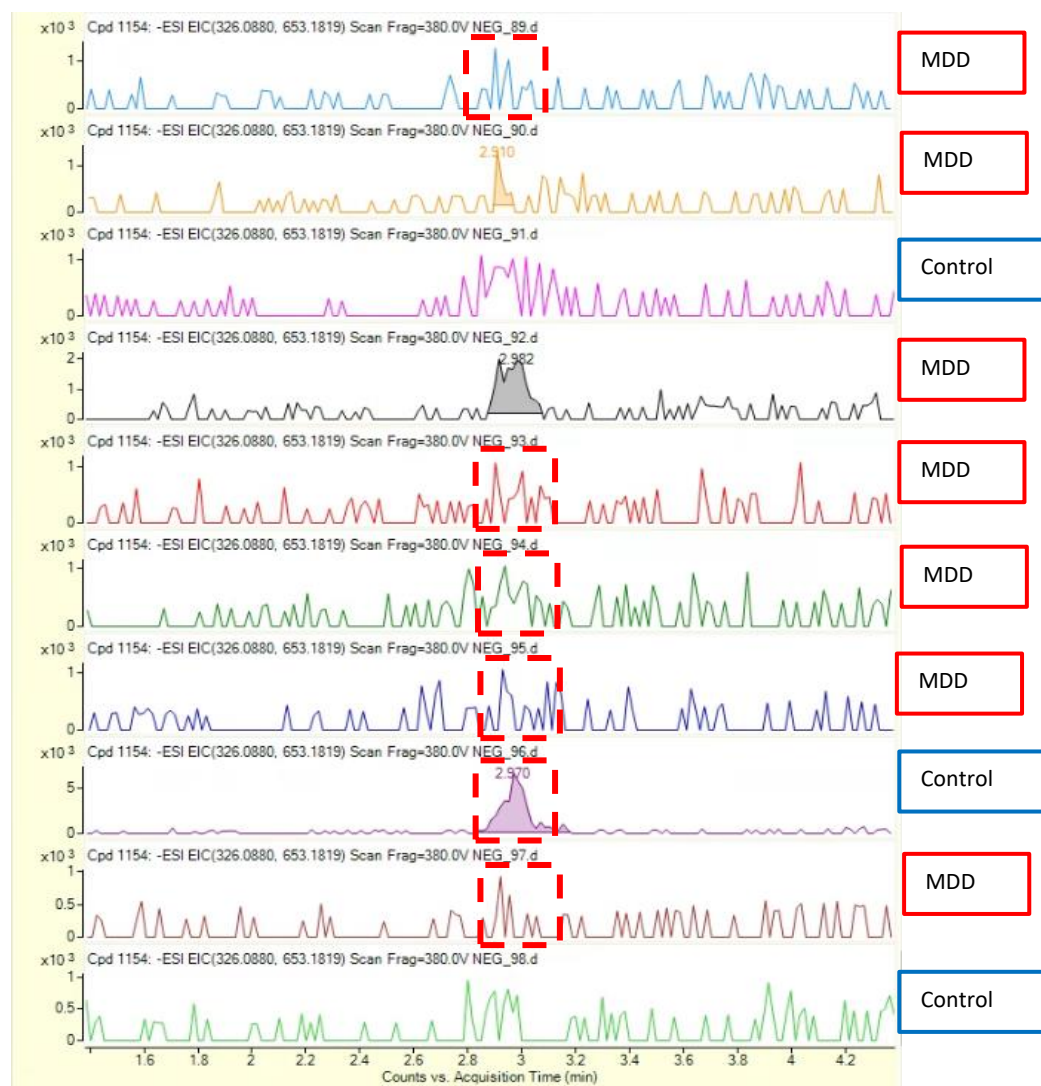 x10 3 Cpd 1154: -ESI EIC(326.0880, 653.1819) Scan Frag=380.0V NEG_89.d
MDD
1
0
x10 3 Cpd 1154: -ESI EIC(326.0880, 653.1819) Scan Frag=380.0V NEG_90.d
MDD
2.910
1
0
x10 3 Cpd 1154: -ESI EIC(326.0880, 653.1819) Scan Frag=380.0V NEG_91.d
Control
1
0
x10 3 Cpd 1154: -ESI EIC(326.0880, 653.1819) Scan Frag=380.0V NEG_92.d
MDD
2.982
2
1
0
x10 3 Cpd 1154: -ESI EIC(326.0880, 653.1819) Scan Frag=380.0V NEG_93.d
MDD
1
0
x10 3 Cpd 1154: -ESI EIC(326.0880, 653.1819) Scan Frag=380.0V NEG_94.d
MDD
1
0
x10 3 Cpd 1154: -ESI EIC(326.0880, 653.1819) Scan Frag=380.0V NEG_95.d
MDD
1
0
x10 3 Cpd 1154: -ESI EIC(326.0880, 653.1819) Scan Frag=380.0V NEG_96.d
Control
2.970
5
0
x10 3 Cpd 1154: -ESI EIC(326.0880, 653.1819) Scan Frag=380.0V NEG_97.d
MDD
1
0.5
0
x10 3 Cpd 1154: -ESI EIC(326.0880, 653.1819) Scan Frag=380.0V NEG_98.d
Control
1
0.5
0
1.6 1.8 2 2.2 2.4 2.6 2.8 3 3.2 3.4 3.6 3.8 4 4.2
Counts vs. Acquisition Time (min)